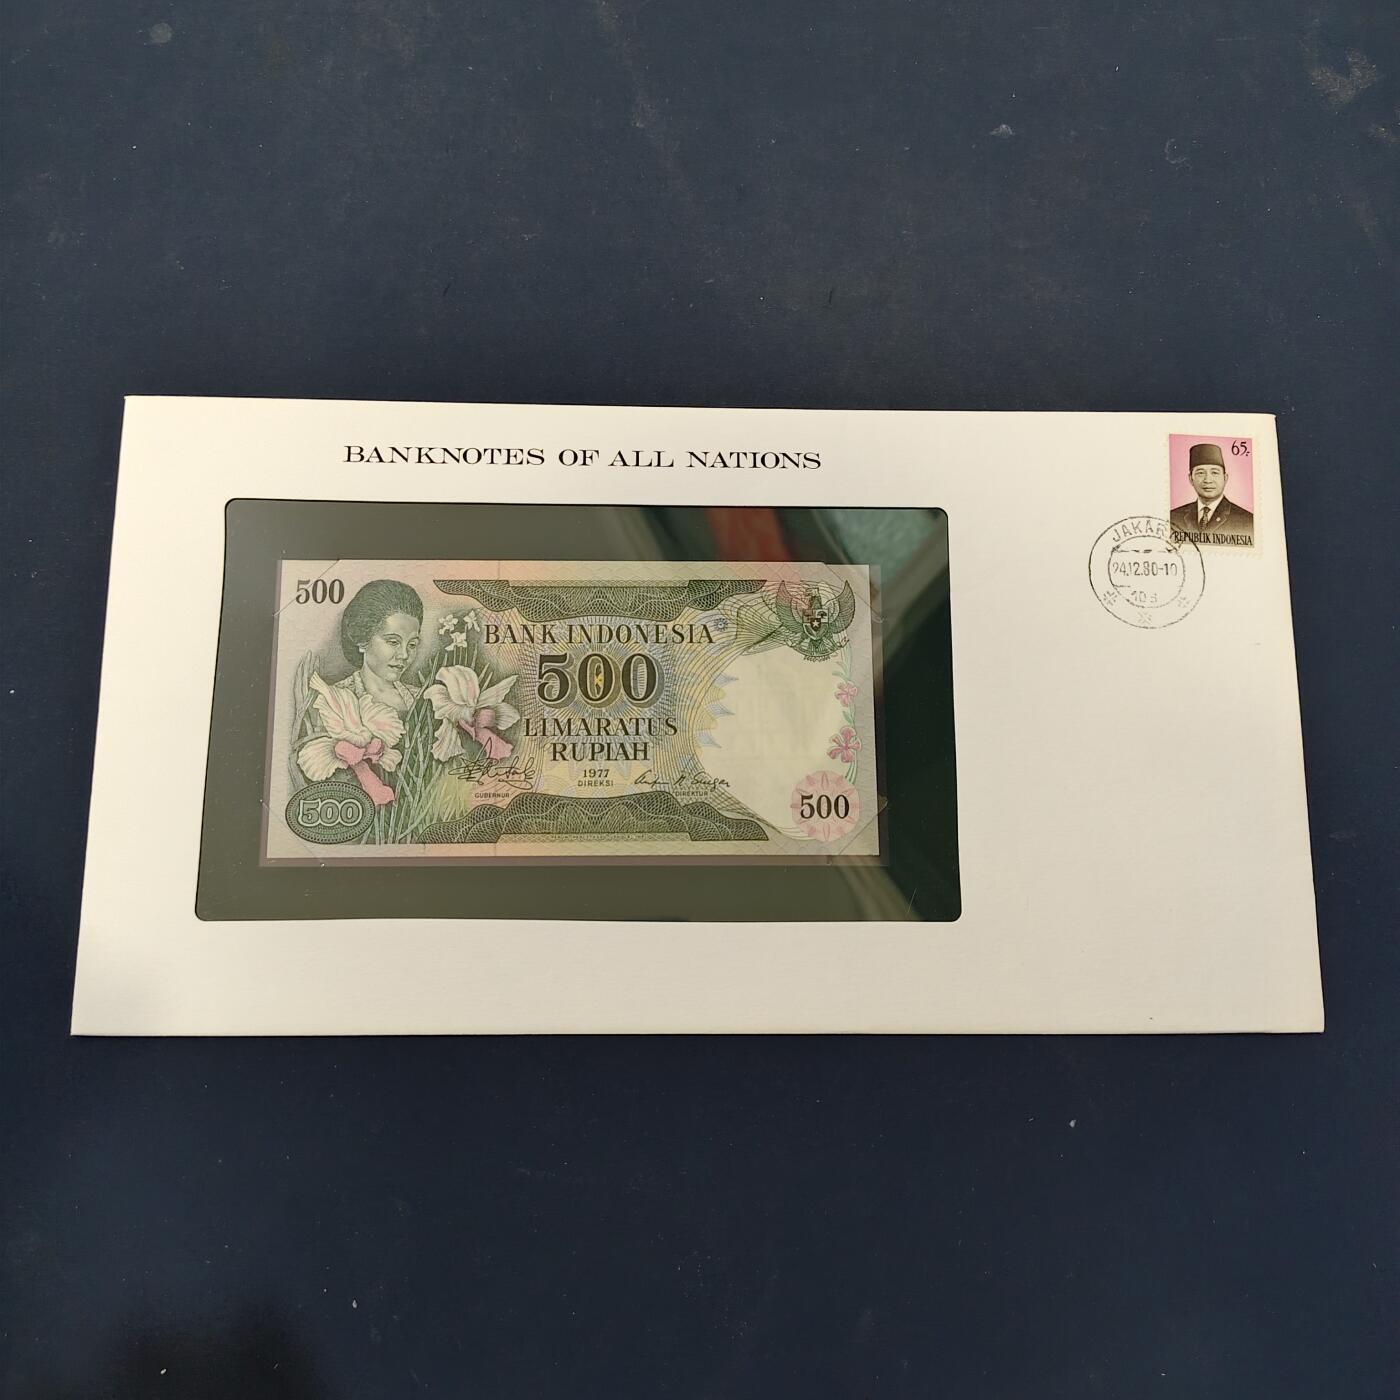 BANKNOTES OF ALL NATIONS
65,-
REPUBLIK INDONESIA
JAKARTA
24.12.80-10
500
BANK INDONESIA
500
LIMARATUS
RUPIAH
1977
DIREKSI
GUBERNUR
DIREKTUR
500
500